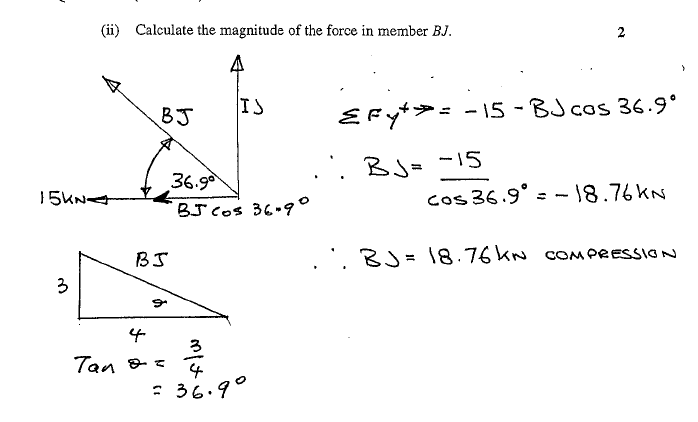 (ii) Calculate the magnitude of the force in member BJ. 2
BJ
IJ
36.9°
15KN
BJ cos 36.9°
ΣFy+→ = -15 - BJ cos 36.9°
∴ BJ = -15
cos 36.9° = -18.76 KN
∴ BJ = 18.76 KN COMPRESSION
BJ
3
θ
4
Tan θ = 3/4
= 36.9°